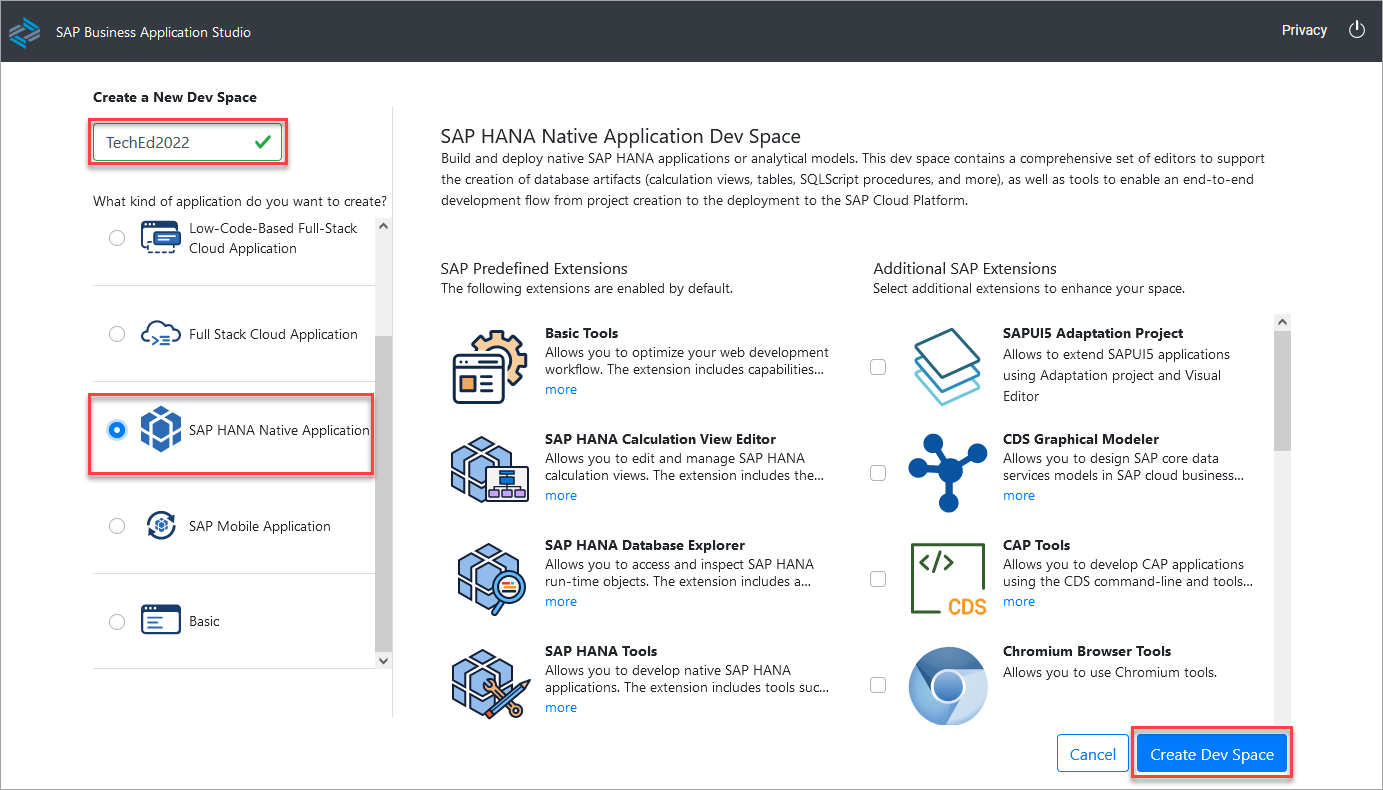 SAP Business Application Studio
Privacy
Create a New Dev Space
TechEd2022
What kind of application do you want to create?
Low-Code-Based Full-Stack
Cloud Application
Full Stack Cloud Application
SAP HANA Native Application
SAP Mobile Application
Basic
SAP HANA Native Application Dev Space
Build and deploy native SAP HANA applications or analytical models. This dev space contains a comprehensive set of editors to support
the creation of database artifacts (calculation views, tables, SQLScript procedures, and more), as well as tools to enable an end-to-end
development flow from project creation to the deployment to the SAP Cloud Platform.
SAP Predefined Extensions
The following extensions are enabled by default.
Basic Tools
Allows you to optimize your web development
workflow. The extension includes capabilities...
more
SAP HANA Calculation View Editor
Allows you to edit and manage SAP HANA
calculation views. The extension includes the...
more
SAP HANA Database Explorer
Allows you to access and inspect SAP HANA
run-time objects. The extension includes a...
more
SAP HANA Tools
Allows you to develop native SAP HANA
applications. The extension includes tools suc...
more
Additional SAP Extensions
Select additional extensions to enhance your space.
SAPUI5 Adaptation Project
Allows to extend SAPUI5 applications
using Adaptation project and Visual
Editor
CDS Graphical Modeler
Allows you to design SAP core data
services models in SAP cloud business...
more
</> CDS
CAP Tools
Allows you to develop CAP applications
using the CDS command-line and tools...
more
Chromium Browser Tools
Allows you to use Chromium tools.
Cancel
Create Dev Space